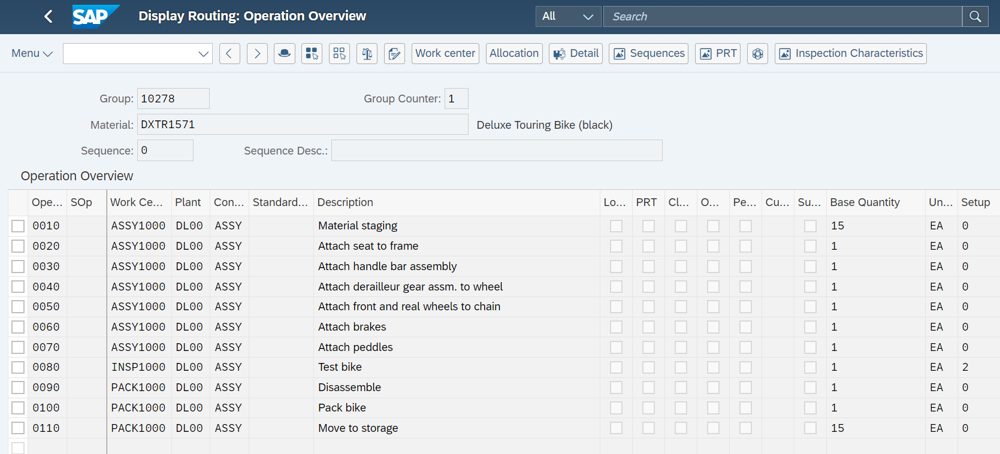 SAP Display Routing: Operation Overview All Search
Menu Work center Allocation Detail Sequences PRT Inspection Characteristics
Group: 10278 Group Counter: 1
Material: DXTR1571 Deluxe Touring Bike (black)
Sequence: 0 Sequence Desc.:
Operation Overview
Ope... SOp Work Ce... Plant Con... Standard... Description Lo... PRT Cl... O... Pe... Cu... Su... Base Quantity Un... Setup
0010 ASSY1000 DL00 ASSY Material staging 15 EA 0
0020 ASSY1000 DL00 ASSY Attach seat to frame 1 EA 0
0030 ASSY1000 DL00 ASSY Attach handle bar assembly 1 EA 0
0040 ASSY1000 DL00 ASSY Attach derailleur gear assm. to wheel 1 EA 0
0050 ASSY1000 DL00 ASSY Attach front and real wheels to chain 1 EA 0
0060 ASSY1000 DL00 ASSY Attach brakes 1 EA 0
0070 ASSY1000 DL00 ASSY Attach peddles 1 EA 0
0080 INSP1000 DL00 ASSY Test bike 1 EA 2
0090 PACK1000 DL00 ASSY Disassemble 1 EA 0
0100 PACK1000 DL00 ASSY Pack bike 1 EA 0
0110 PACK1000 DL00 ASSY Move to storage 15 EA 0